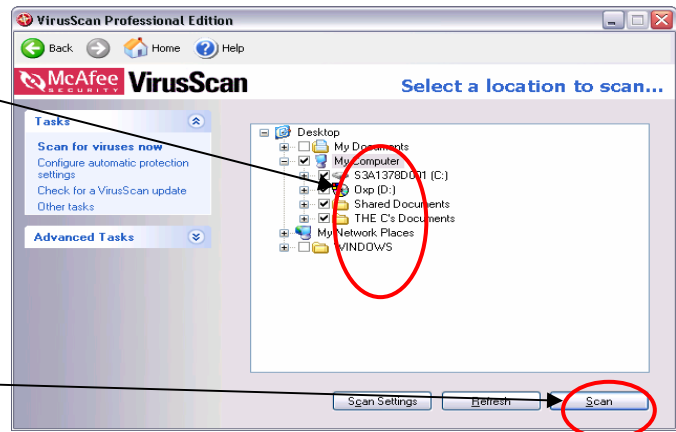 VirusScan Professional Edition
Back Home Help
McAfee SECURITY VirusScan
Select a location to scan...
Tasks
Scan for viruses now
Configure automatic protection
settings
Check for a VirusScan update
Other tasks
Advanced Tasks
Desktop
My Documents
My Computer
S3A1378D001 (C:)
0xp (D:)
Shared Documents
THE C's Documents
My Network Places
WINDOWS
Scan Settings Refresh Scan